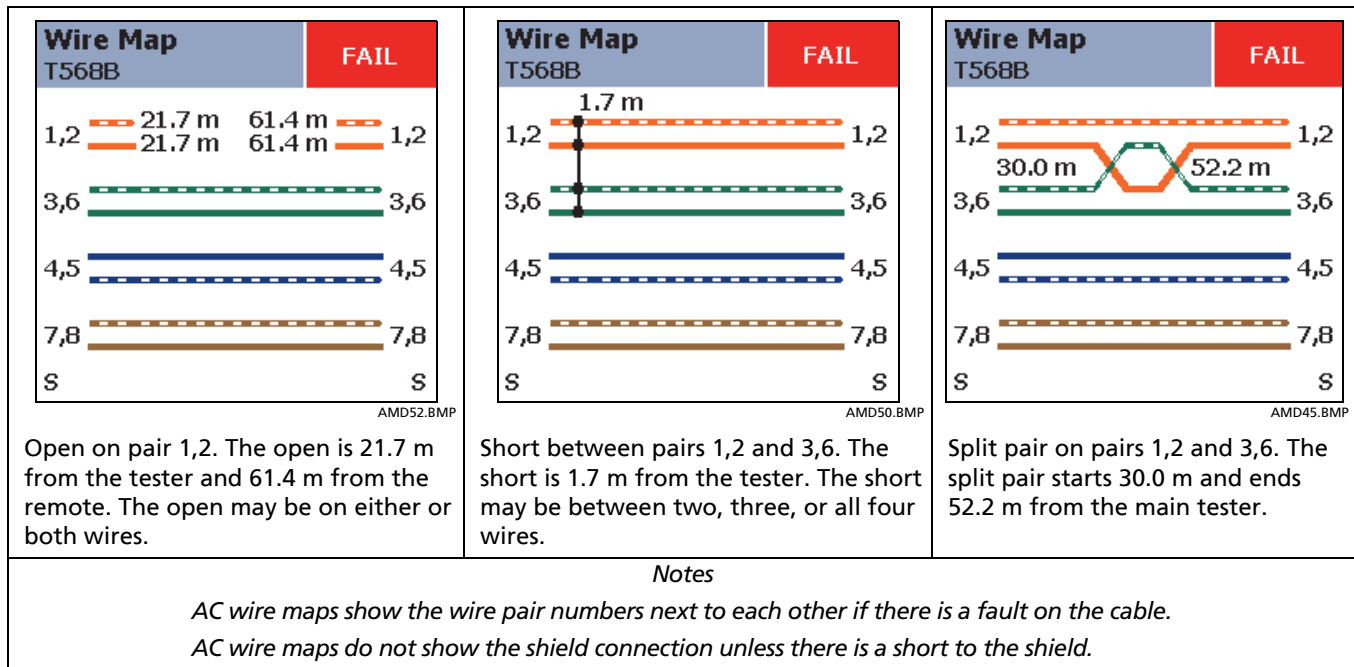 Wire Map
T568B
FAIL
1,2 21.7 m 61.4 m 1,2
21.7 m 61.4 m
3,6 3,6
4,5 4,5
7,8 7,8
S S
AMD52.BMP
Open on pair 1,2. The open is 21.7 m
from the tester and 61.4 m from the
remote. The open may be on either or
both wires.
Wire Map
T568B
FAIL
1.7 m
1,2 1,2
3,6 3,6
4,5 4,5
7,8 7,8
S S
AMD50.BMP
Short between pairs 1,2 and 3,6. The
short is 1.7 m from the tester. The short
may be between two, three, or all four
wires.
Wire Map
T568B
FAIL
1,2 1,2
30.0 m 52.2 m
3,6 3,6
4,5 4,5
7,8 7,8
S S
AMD45.BMP
Split pair on pairs 1,2 and 3,6. The
split pair starts 30.0 m and ends
52.2 m from the main tester.
Notes
AC wire maps show the wire pair numbers next to each other if there is a fault on the cable.
AC wire maps do not show the shield connection unless there is a short to the shield.